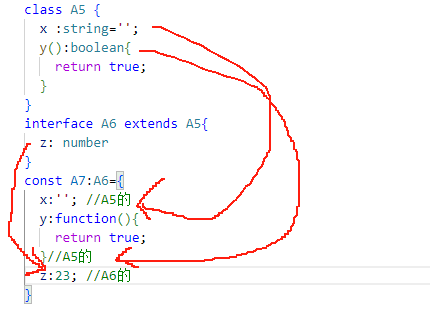 class A5 {
x :string='';
y():boolean{
return true;
}
}
interface A6 extends A5{
z: number
}
const A7:A6={
x:''; //A5的
y:function(){
return true;
}//A5的
z:23; //A6的
}